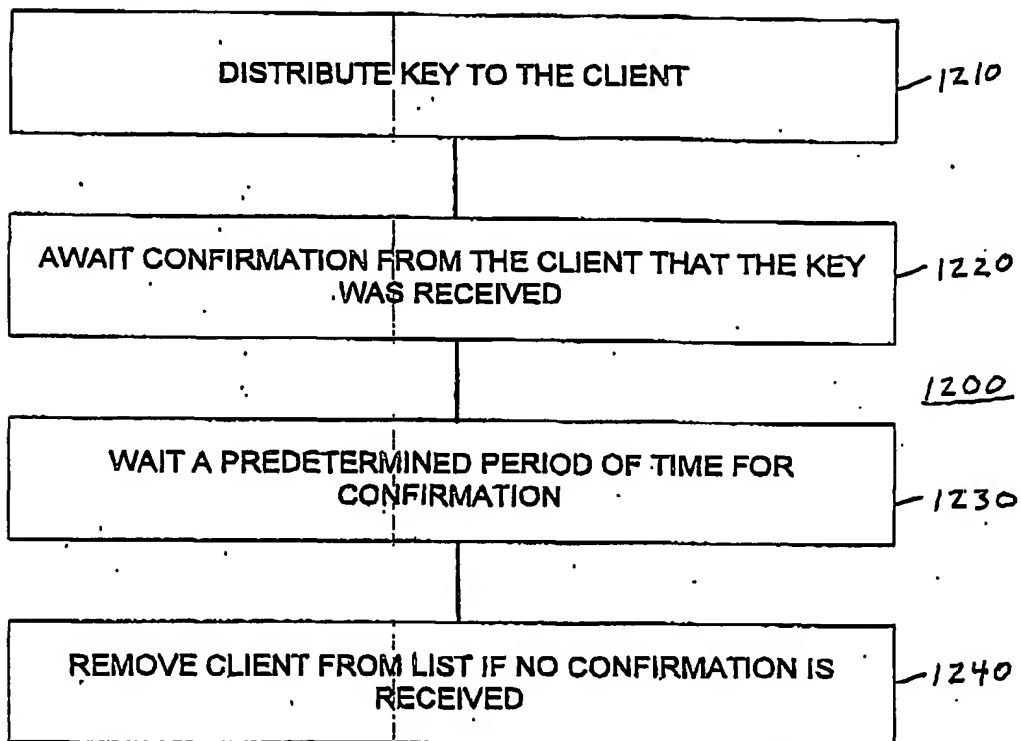 DISTRIBUTE KEY TO THE CLIENT
1210
AWAIT CONFIRMATION FROM THE CLIENT THAT THE KEY
WAS RECEIVED
1220
1200
WAIT A PREDETERMINED PERIOD OF TIME FOR
CONFIRMATION
1230
REMOVE CLIENT FROM LIST IF NO CONFIRMATION IS
RECEIVED
1240